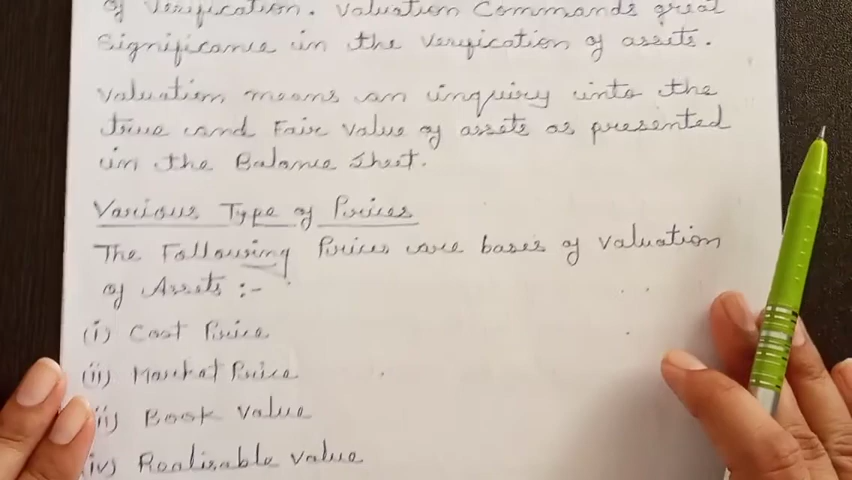 of Verification. Valuation Commands great
significance in the verification of assets.
Valuation means an inquiry into the
true and Fair value of assets as presented
in the Balance Sheet.
Various Type of Prices
The Following Prices are bases of valuation
of Assets :-
(i) Cost Price
(ii) Market Price
iii) Book Value
(iv) Realisable value